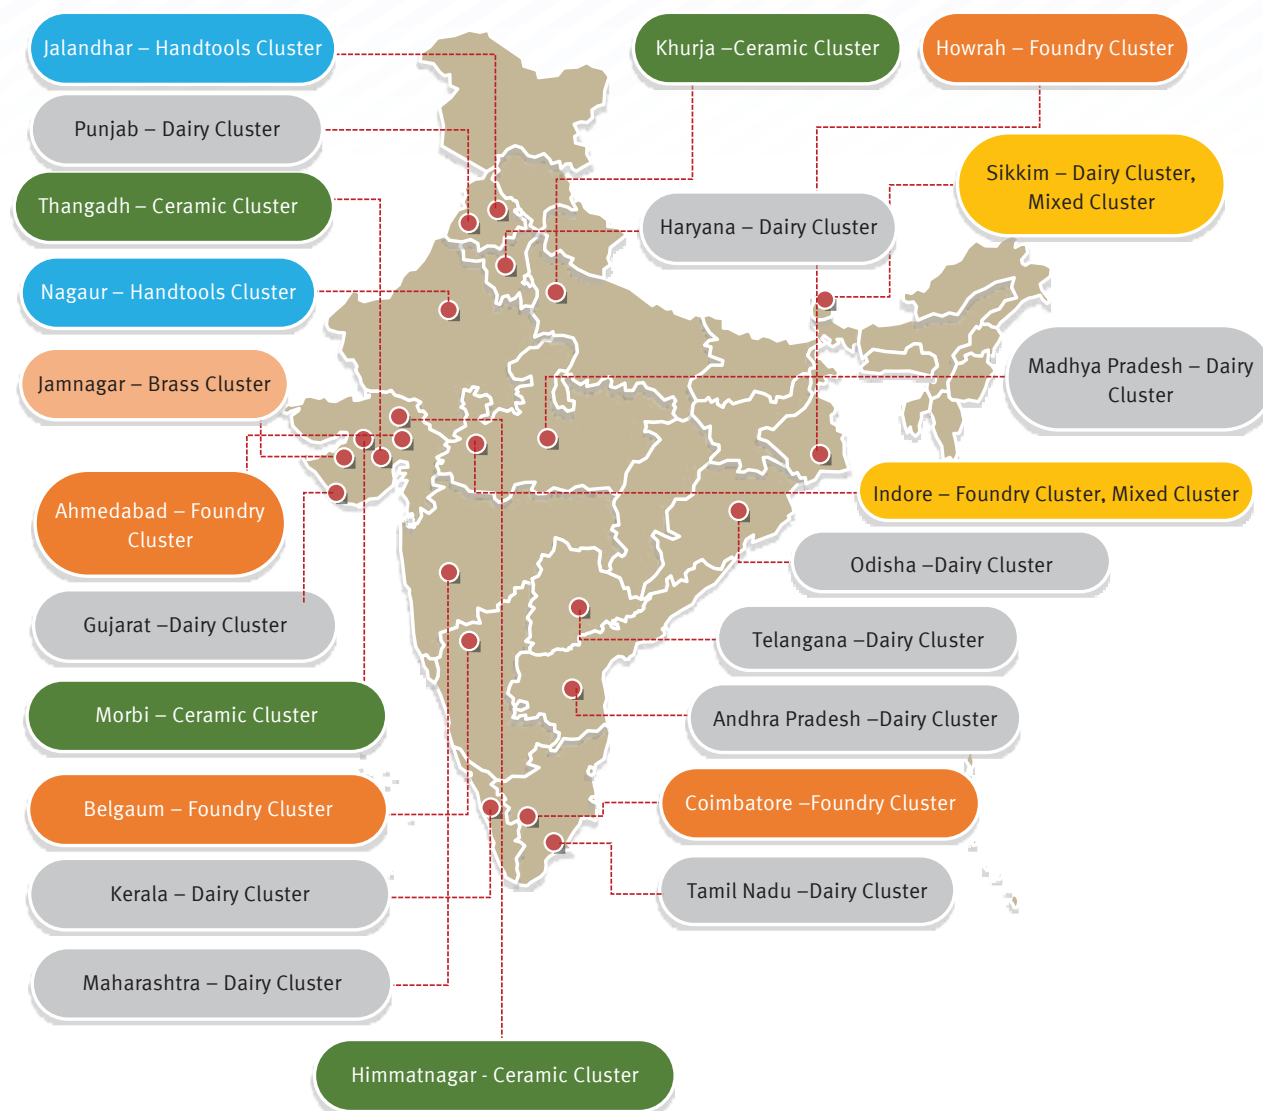 Jalandhar – Handtools Cluster
Khurja –Ceramic Cluster
Howrah – Foundry Cluster
Punjab – Dairy Cluster
Sikkim – Dairy Cluster,
Mixed Cluster
Thangadh – Ceramic Cluster
Haryana – Dairy Cluster
Nagaur – Handtools Cluster
Madhya Pradesh – Dairy
Cluster
Jamnagar – Brass Cluster
Indore – Foundry Cluster, Mixed Cluster
Ahmedabad – Foundry
Cluster
Odisha –Dairy Cluster
Gujarat –Dairy Cluster
Telangana –Dairy Cluster
Morbi – Ceramic Cluster
Andhra Pradesh –Dairy Cluster
Belgaum – Foundry Cluster
Coimbatore –Foundry Cluster
Kerala – Dairy Cluster
Tamil Nadu –Dairy Cluster
Maharashtra – Dairy Cluster
Himmatnagar - Ceramic Cluster